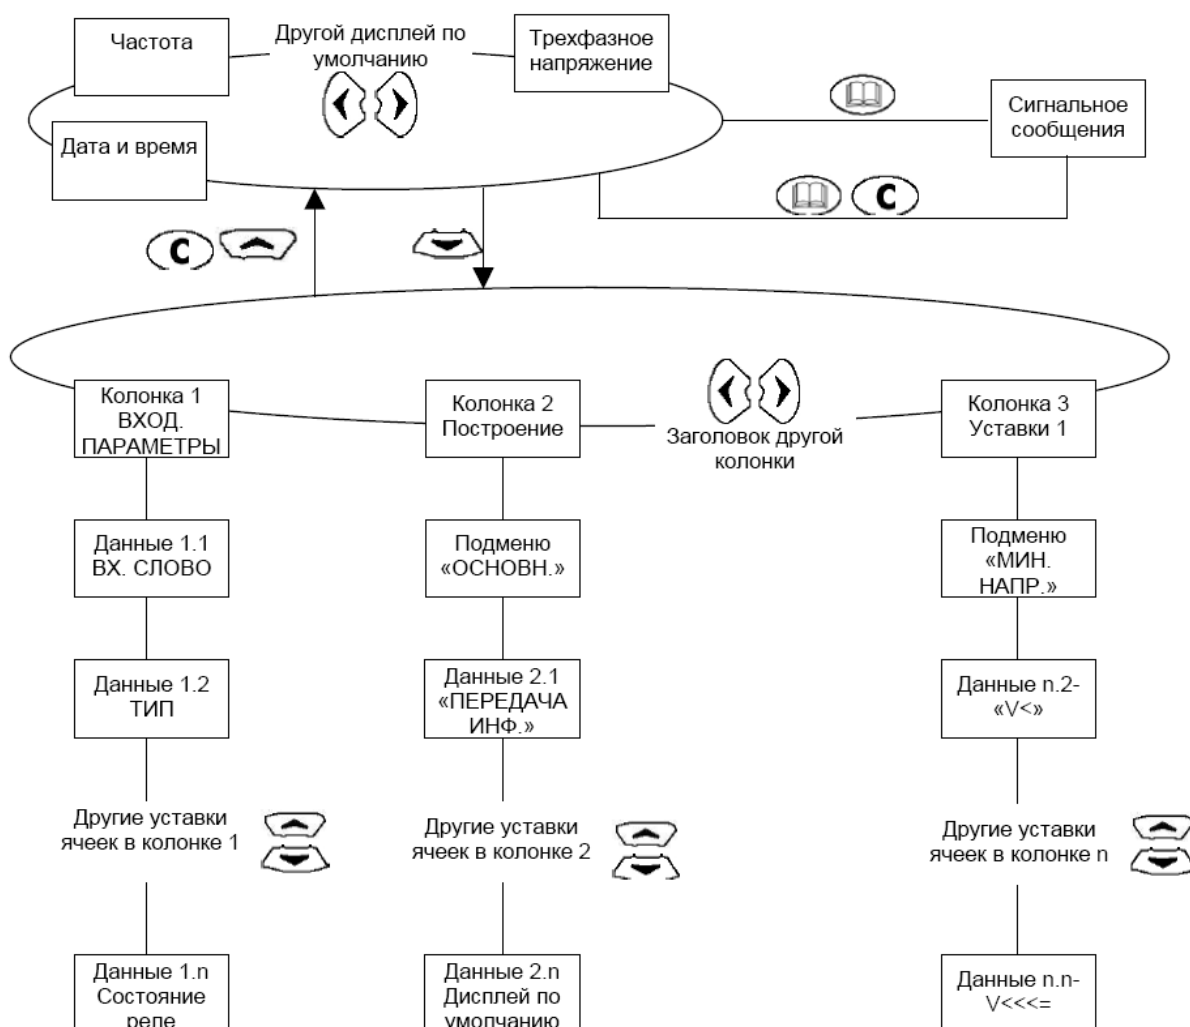 Частота
Другой дисплей по
умолчанию
Трехфазное
напряжение
Дата и время
Сигнальное
сообщения
C
C
Колонка 1
ВХОД.
ПАРАМЕТРЫ
Колонка 2
Построение
Заголовок другой
колонки
Колонка 3
Уставки 1
Данные 1.1
ВХ. СЛОВО
Подменю
«ОСНОВН.»
Подменю
«МИН.
НАПР.»
Данные 1.2
ТИП
Данные 2.1
«ПЕРЕДАЧА
ИНФ.»
Данные n.2-
«V<»
Другие уставки
ячеек в колонке 1
Другие уставки
ячеек в колонке 2
Другие уставки
ячеек в колонке n
Данные 1.n
Состояние
реле
Данные 2.n
Дисплей по
умолчанию
Данные n.n-
V<<<=